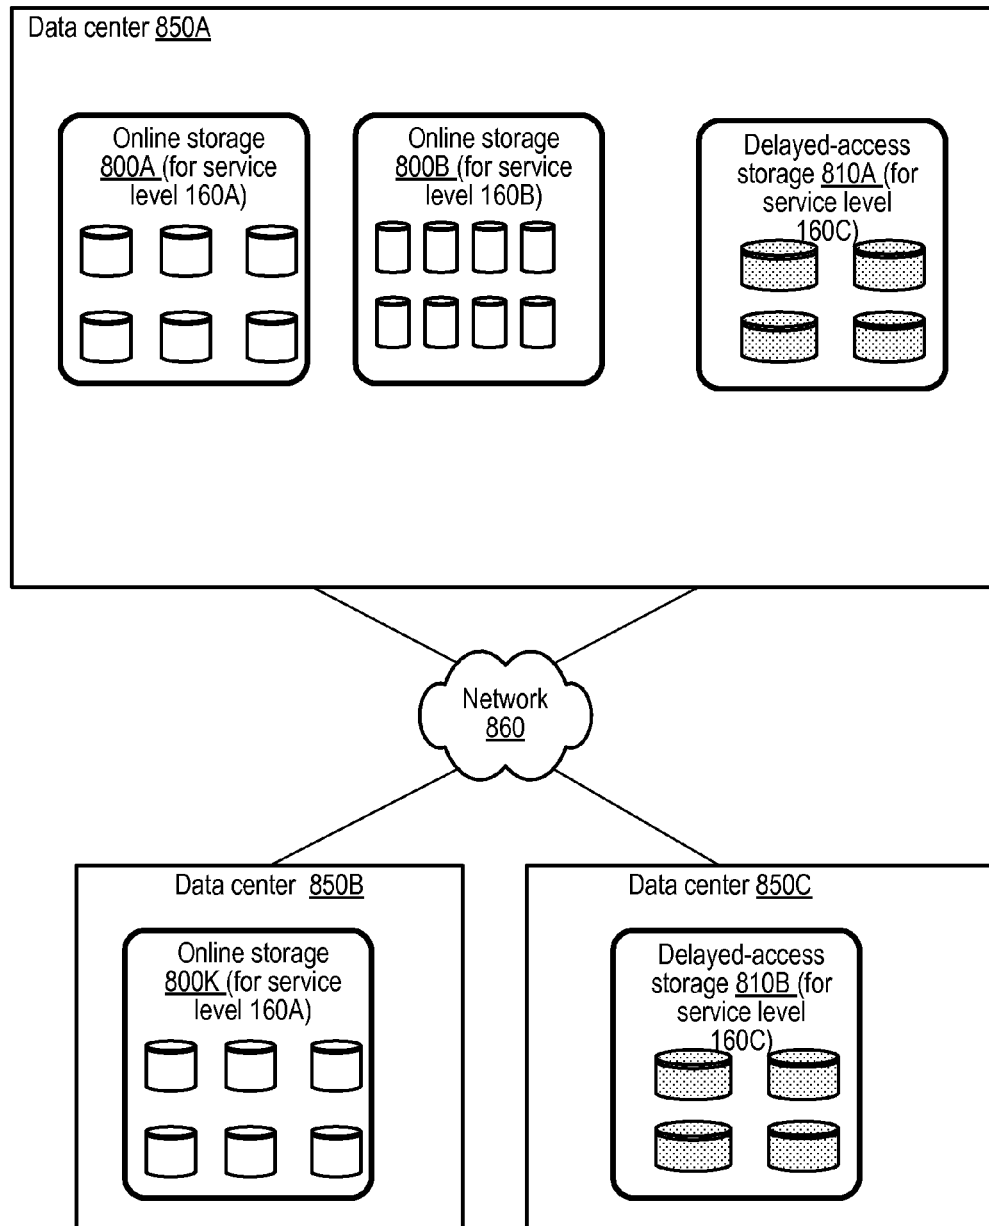 Data center 850A
Online storage
800A (for service
level 160A)
Online storage
800B (for service
level 160B)
Delayed-access
storage 810A (for
service level
160C)
Network
860
Data center 850B
Online storage
800K (for service
level 160A)
Data center 850C
Delayed-access
storage 810B (for
service level
160C)